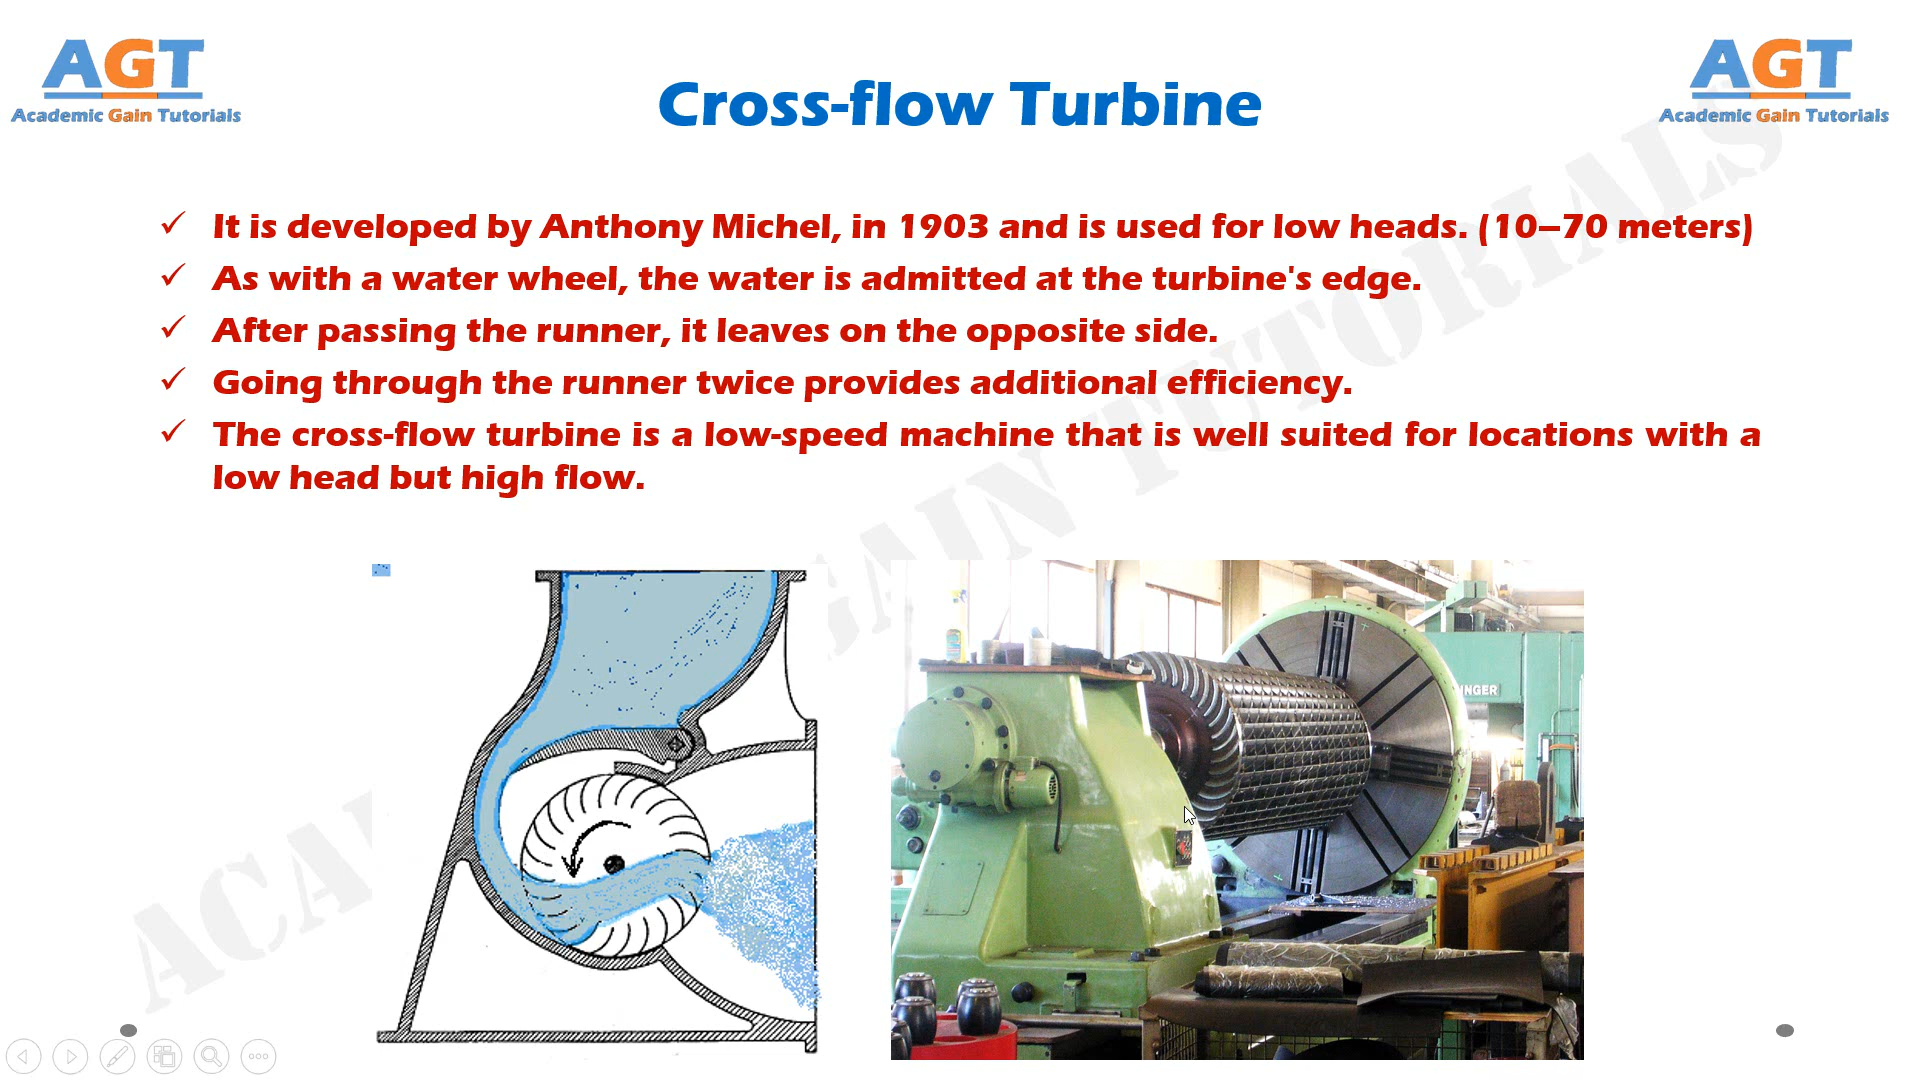 AGT
Academic Gain Tutorials
AGT
Academic Gain Tutorials
Cross-flow Turbine
It is developed by Anthony Michel, in 1903 and is used for low heads. (10–70 meters)
As with a water wheel, the water is admitted at the turbine's edge.
After passing the runner, it leaves on the opposite side.
Going through the runner twice provides additional efficiency.
The cross-flow turbine is a low-speed machine that is well suited for locations with a
low head but high flow.
ACA GAIN TUTORIALS
INGER